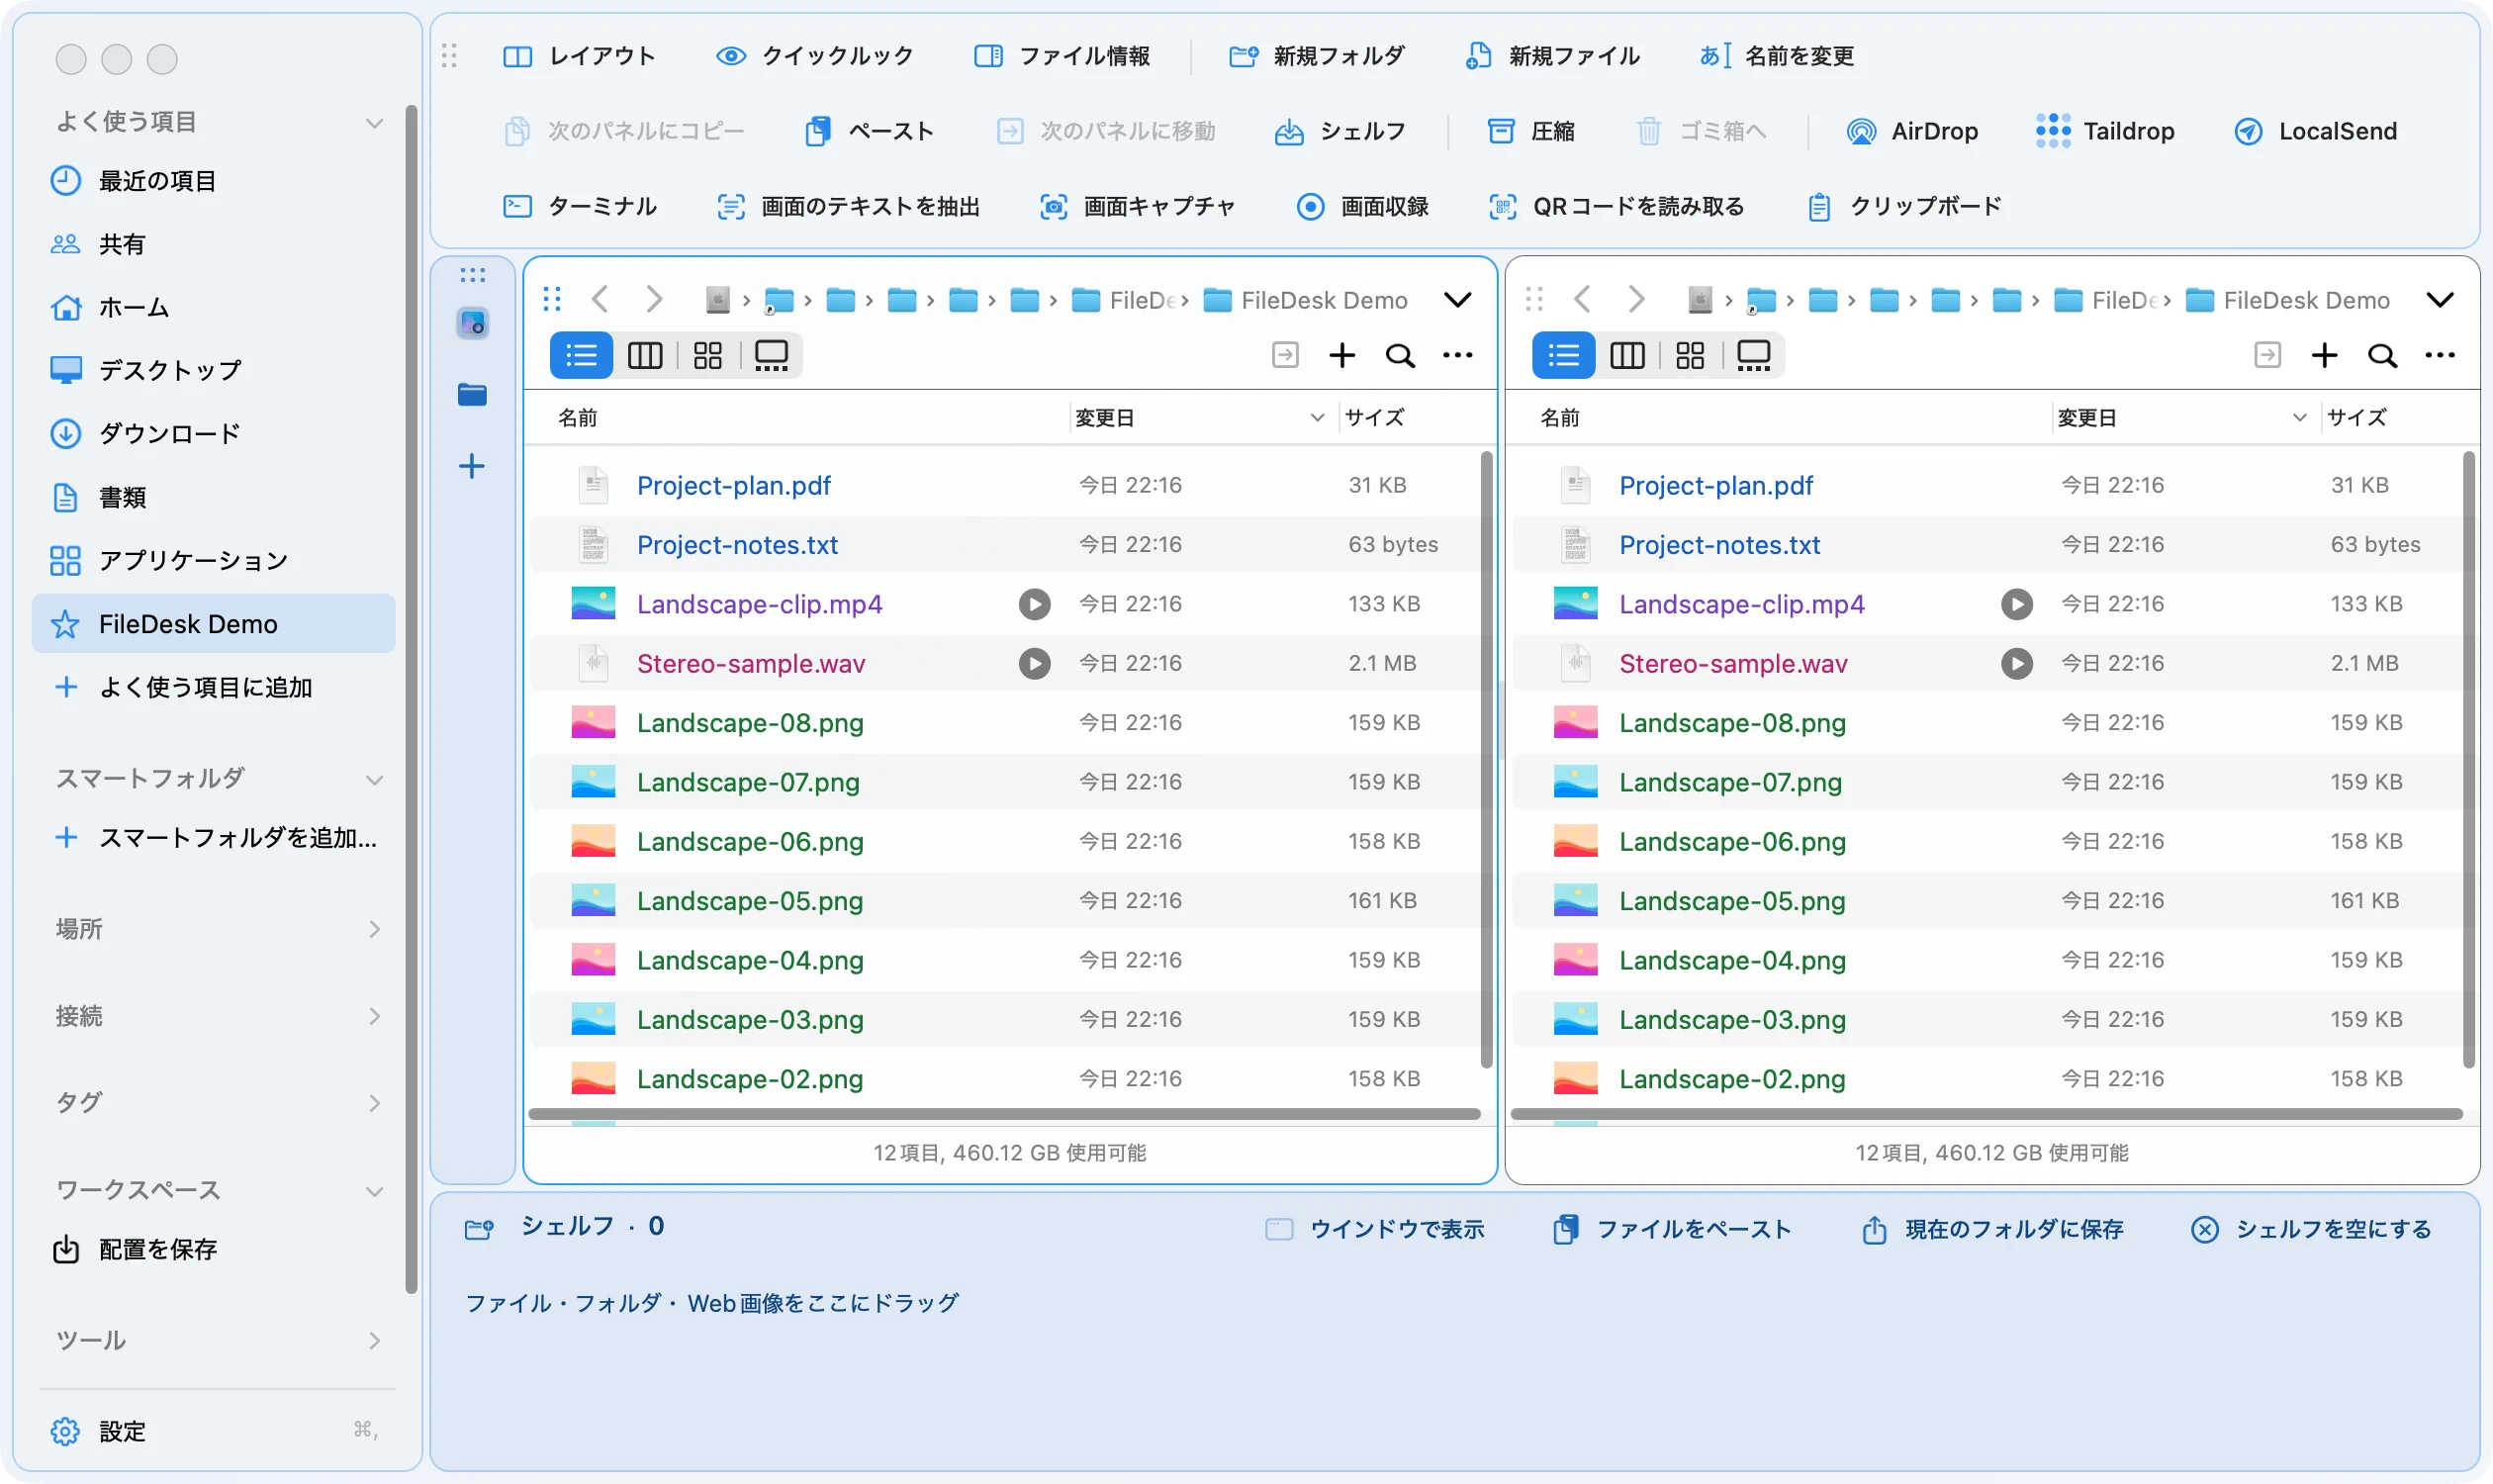 よく使う項目
最近の項目
共有
ホーム
デスクトップ
ダウンロード
書類
アプリケーション
FileDesk Demo
よく使う項目に追加
スマートフォルダ
スマートフォルダを追加...
場所
接続
タグ
ワークスペース
配置を保存
ツール
設定 ⌘,
レイアウト クイックルック ファイル情報 新規フォルダ 新規ファイル あ 名前を変更
次のパネルにコピー ペースト 次のパネルに移動 シェルフ 圧縮 ゴミ箱へ AirDrop Taildrop LocalSend
ターミナル 画面のテキストを抽出 画面キャプチャ 画面収録 QRコードを読み取る クリップボード
FileDe FileDesk Demo
名前 変更日 サイズ
Project-plan.pdf 今日 22:16 31 KB
Project-notes.txt 今日 22:16 63 bytes
Landscape-clip.mp4 今日 22:16 133 KB
Stereo-sample.wav 今日 22:16 2.1 MB
Landscape-08.png 今日 22:16 159 KB
Landscape-07.png 今日 22:16 159 KB
Landscape-06.png 今日 22:16 158 KB
Landscape-05.png 今日 22:16 161 KB
Landscape-04.png 今日 22:16 159 KB
Landscape-03.png 今日 22:16 159 KB
Landscape-02.png 今日 22:16 158 KB
12項目, 460.12 GB 使用可能
FileDe FileDesk Demo
名前 変更日 サイズ
Project-plan.pdf 今日 22:16 31 KB
Project-notes.txt 今日 22:16 63 bytes
Landscape-clip.mp4 今日 22:16 133 KB
Stereo-sample.wav 今日 22:16 2.1 MB
Landscape-08.png 今日 22:16 159 KB
Landscape-07.png 今日 22:16 159 KB
Landscape-06.png 今日 22:16 158 KB
Landscape-05.png 今日 22:16 161 KB
Landscape-04.png 今日 22:16 159 KB
Landscape-03.png 今日 22:16 159 KB
Landscape-02.png 今日 22:16 158 KB
12項目, 460.12 GB 使用可能
シェルフ · 0 ウインドウで表示 ファイルをペースト 現在のフォルダに保存 シェルフを空にする
ファイル・フォルダ・Web画像をここにドラッグ